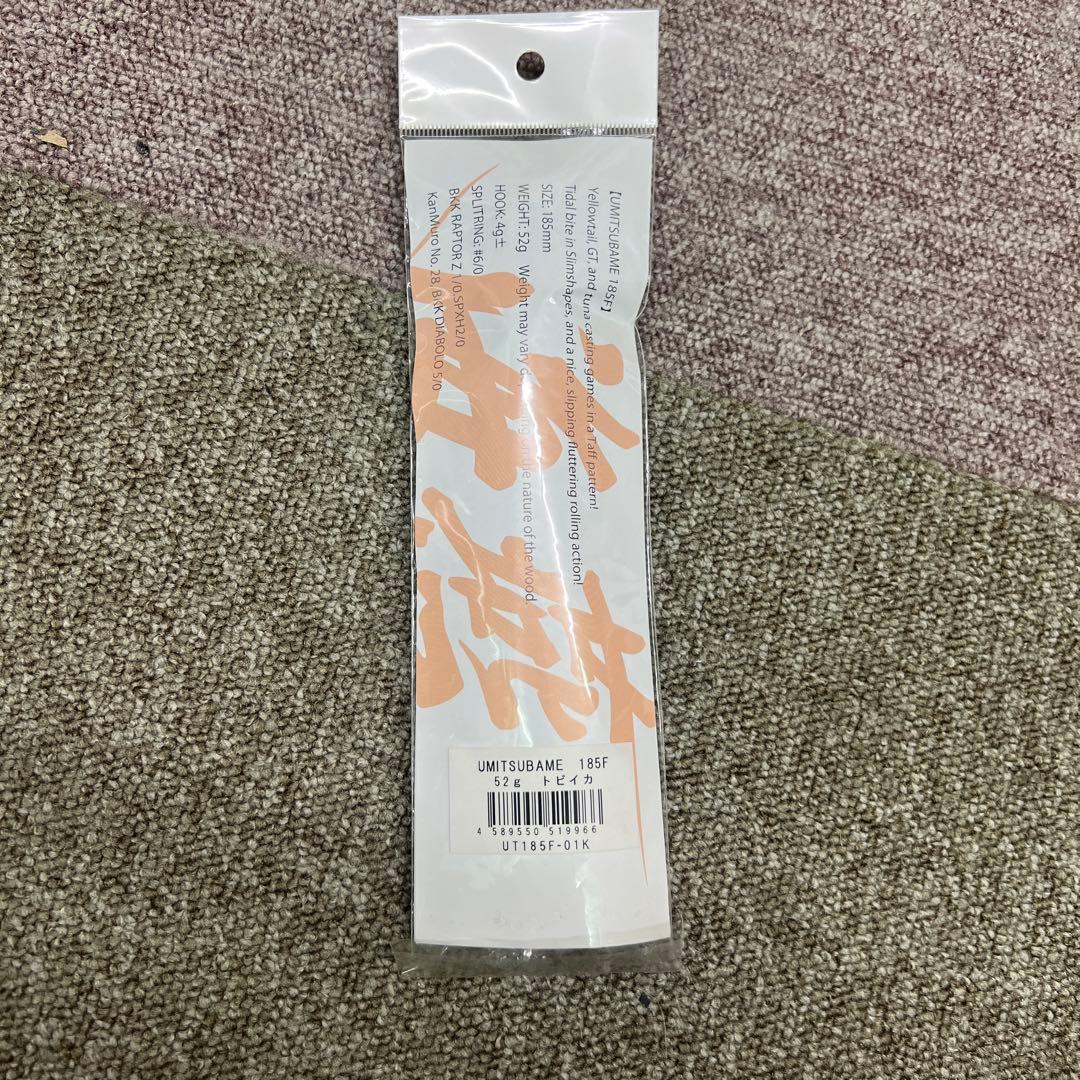 【UMITSUBAME 185F】
Yellowtail, GT, and tuna casting games in a Taff pattern!
Tidal bite in Slimshapes, and a nice, slipping fluttering rolling action!
SIZE: 185mm
WEIGHT: 52g Weight may vary depending on the nature of the wood.
HOOK: 4g±
SPLITRING: #6/0
BKK RAPTOR Z 1/0.SPXH2/0
KanMuro No. 28, BKK DIABOLO 5/0
UMITSUBAME 185F
52g トビイカ
4 589550 519966
UT185F-01K